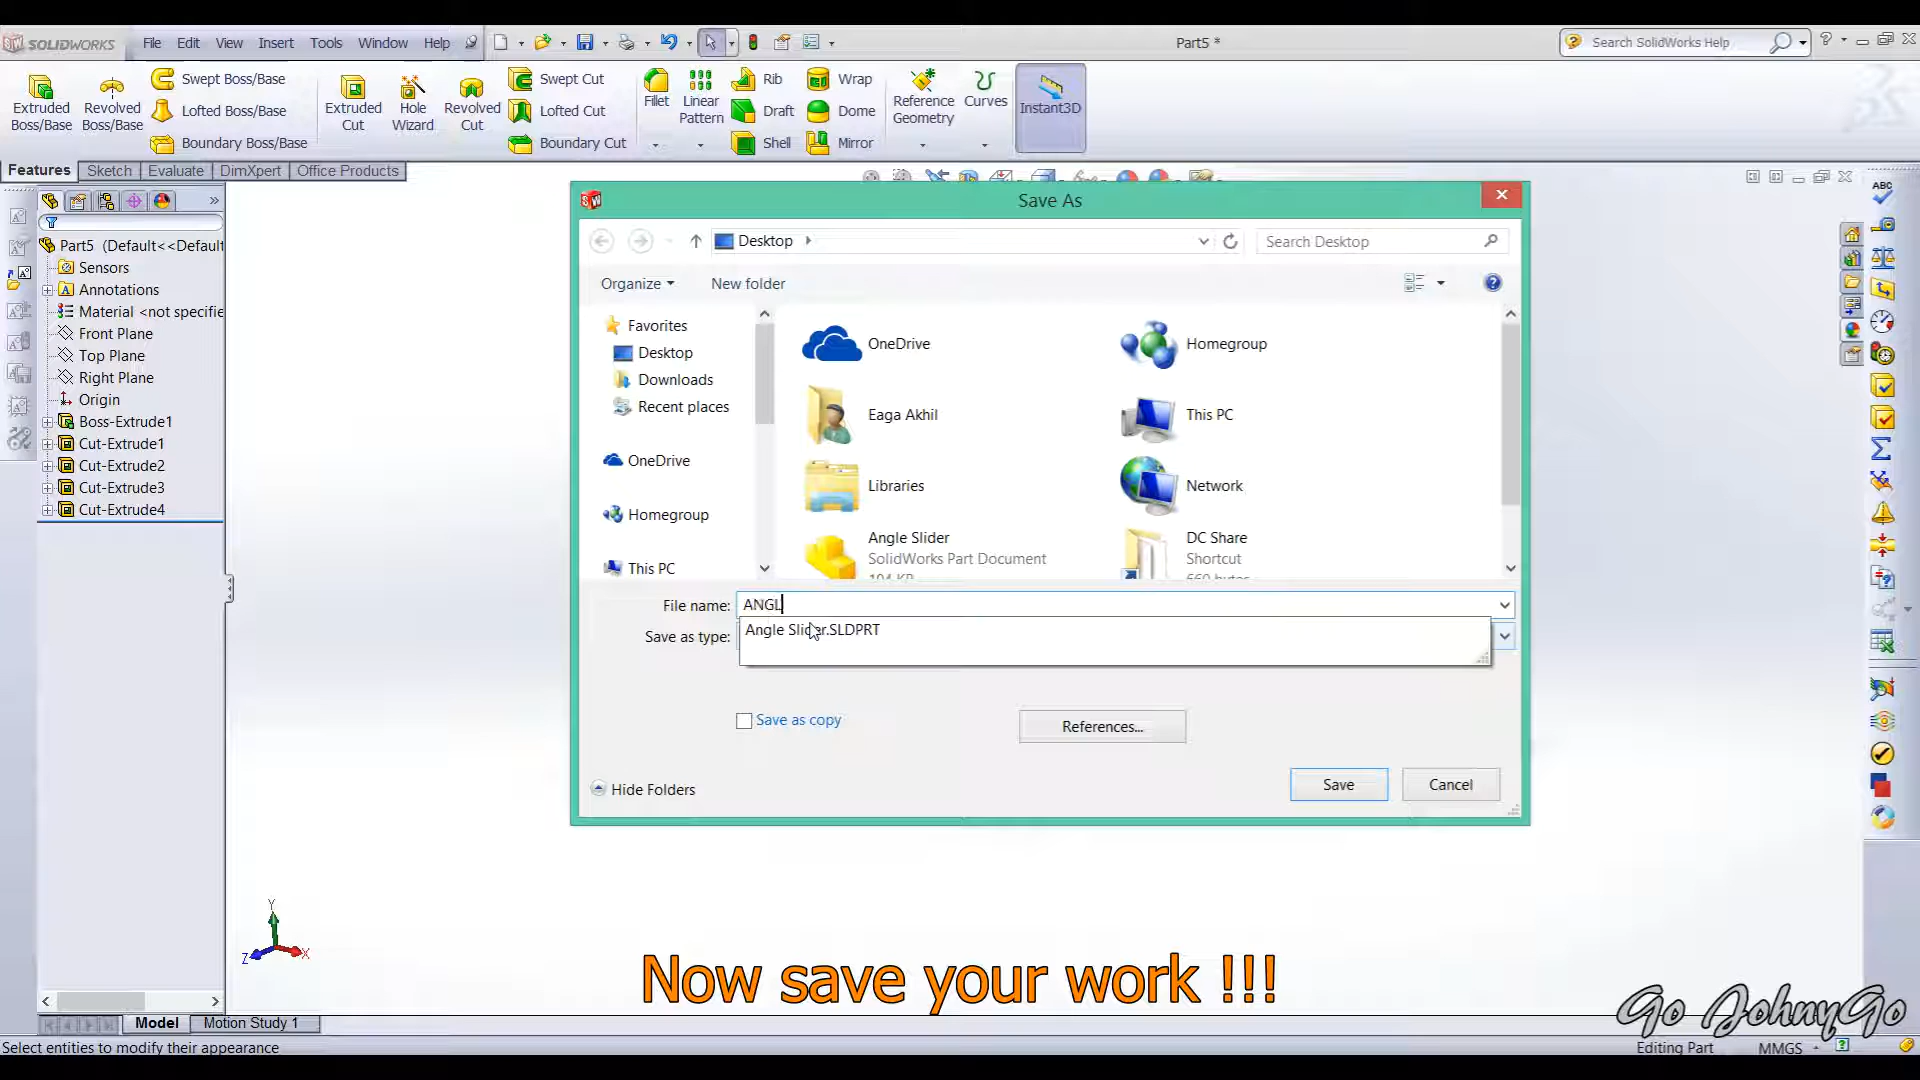 SOLIDWORKS
File Edit View Insert Tools Window Help
Part5 *
Search SolidWorks Help
Extruded Boss/Base
Revolved Boss/Base
Swept Boss/Base
Lofted Boss/Base
Boundary Boss/Base
Extruded Cut
Hole Wizard
Revolved Cut
Swept Cut
Lofted Cut
Boundary Cut
Fillet
Linear Pattern
Rib
Draft
Shell
Wrap
Dome
Mirror
Reference Geometry
Curves
Instant3D
Features Sketch Evaluate DimXpert Office Products
Part5 (Default<<Default
Sensors
Annotations
Material <not specifie
Front Plane
Top Plane
Right Plane
Origin
Boss-Extrude1
Cut-Extrude1
Cut-Extrude2
Cut-Extrude3
Cut-Extrude4
Save As
Desktop
Search Desktop
Organize
New folder
Favorites
Desktop
Downloads
Recent places
OneDrive
Homegroup
This PC
OneDrive
Homegroup
Eaga Akhil
This PC
Libraries
Network
Angle Slider
SolidWorks Part Document
194 KB
DC Share
Shortcut
660 bytes
File name: ANGL
Angle Slider.SLDPRT
Save as type:
Save as copy
References...
Hide Folders
Save
Cancel
ABC
Y
Z
X
Now save your work !!!
Go JohnyGo
Model
Motion Study 1
Select entities to modify their appearance
Editing Part
MMGS